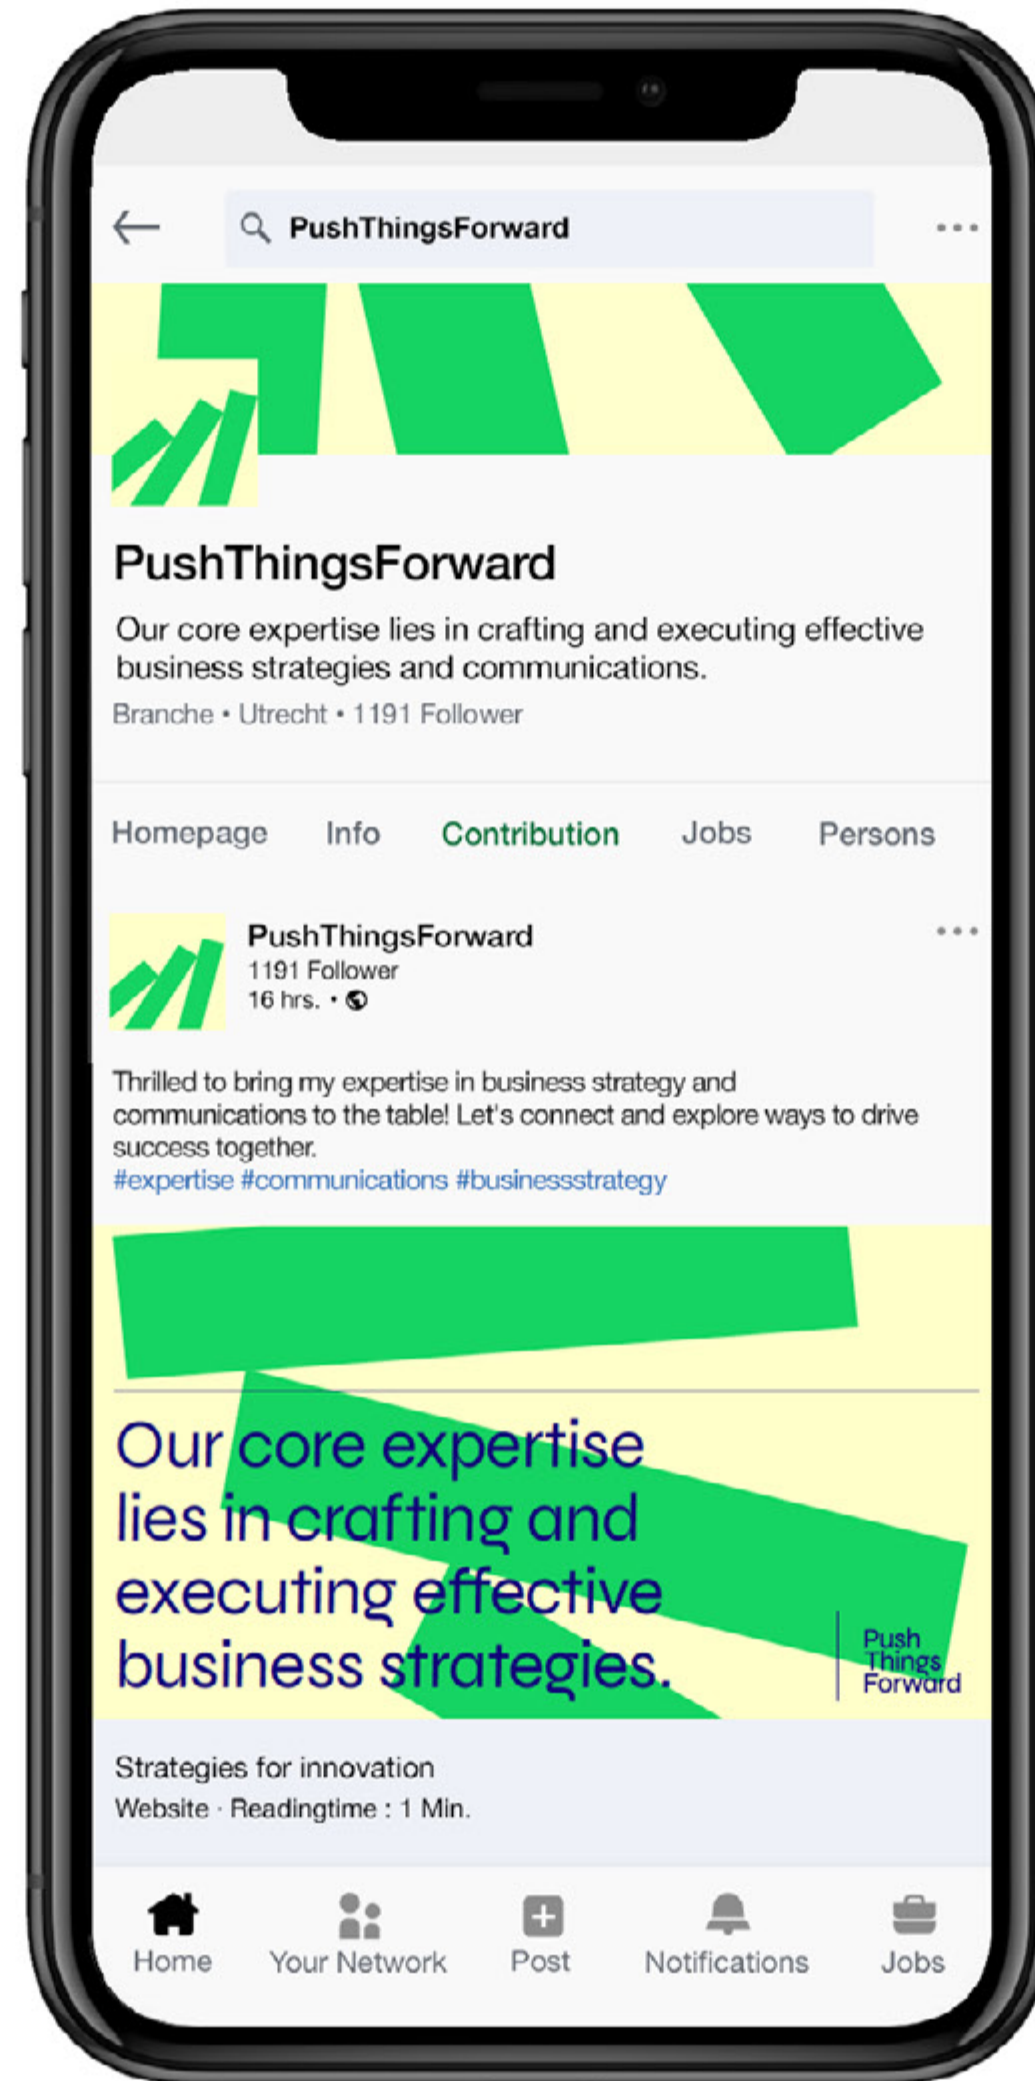 PushThingsForward
PushThingsForward
Our core expertise lies in crafting and executing effective
business strategies and communications.
Branche • Utrecht • 1191 Follower
Homepage Info Contribution Jobs Persons
PushThingsForward
1191 Follower
16 hrs. •
Thrilled to bring my expertise in business strategy and
communications to the table! Let's connect and explore ways to drive
success together.
#expertise #communications #businessstrategy
Our core expertise
lies in crafting and
executing effective
business strategies.
Push
Things
Forward
Strategies for innovation
Website · Readingtime : 1 Min.
Home Your Network Post Notifications Jobs